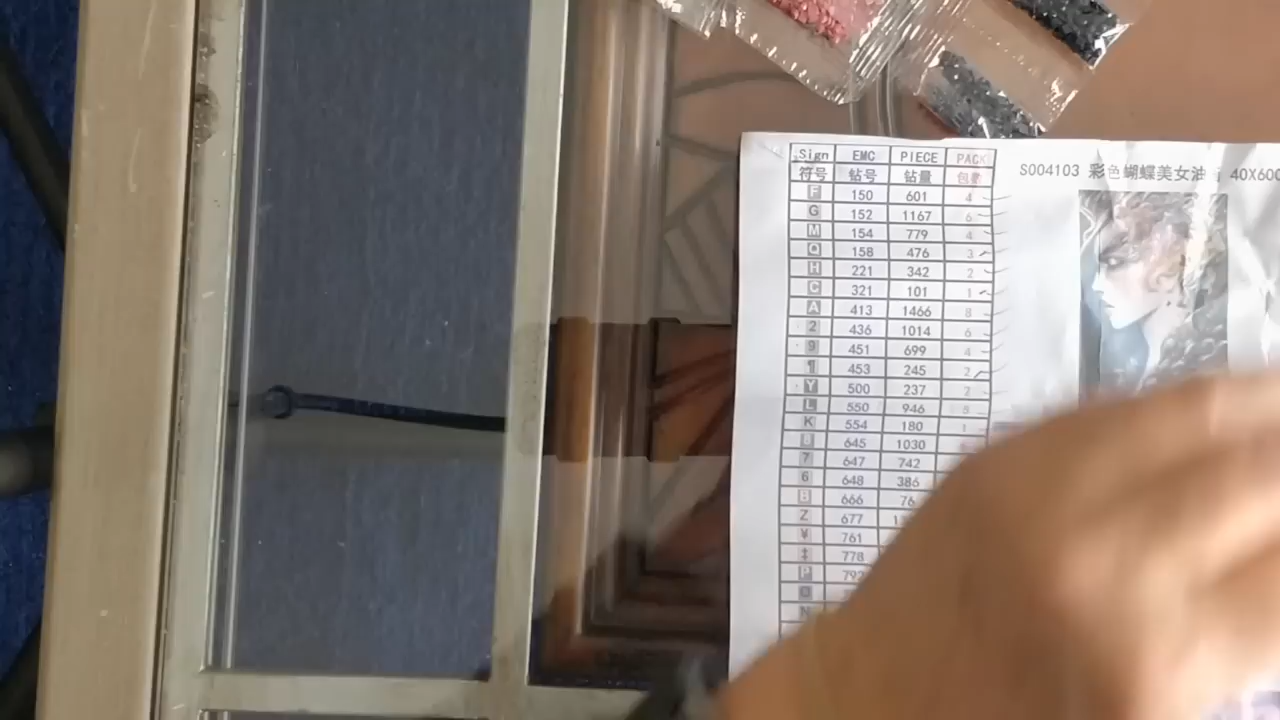 Sign EMC PIECE PACK
符号 钻号 钻量 包数
S004103 彩色蝴蝶美女油 40X60
F 150 601 4
G 152 1167 6
M 154 779 4
Q 158 476 3
H 221 342 2
C 321 101 1
A 413 1466 8
2 436 1014 6
9 451 699 4
1 453 245 2
Y 500 237 2
L 550 946
K 554 180 1
8 645 1030
7 647 742
6 648 386
B 666 76
Z 677
¥ 761
‡ 778
P 792
O
N